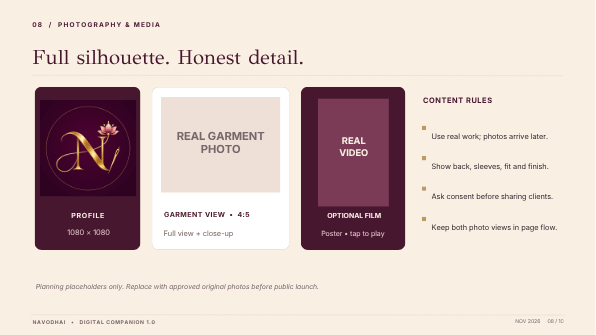 08 / PHOTOGRAPHY & MEDIA
Full silhouette. Honest detail.
N
PROFILE
1080 × 1080
REAL GARMENT
PHOTO
GARMENT VIEW • 4:5
Full view + close-up
REAL
VIDEO
OPTIONAL FILM
Poster • tap to play
CONTENT RULES
Use real work; photos arrive later.
Show back, sleeves, fit and finish.
Ask consent before sharing clients.
Keep both photo views in page flow.
Planning placeholders only. Replace with approved original photos before public launch.
NAVODHAI • DIGITAL COMPANION 1.0
NOV 2026 08 / 10